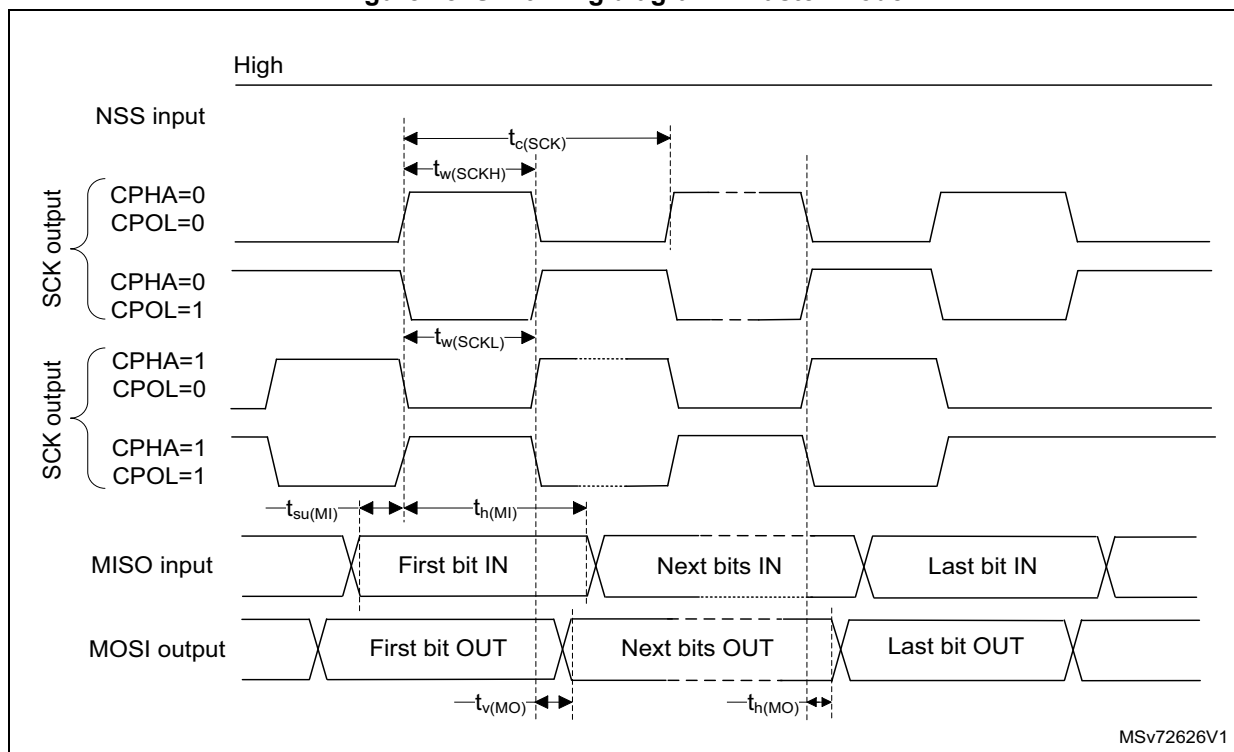 High
NSS input
tc(SCK)
tw(SCKH)
SCK output
CPHA=0
CPOL=0
CPHA=0
CPOL=1
tw(SCKL)
SCK output
CPHA=1
CPOL=0
CPHA=1
CPOL=1
tsu(MI)
th(MI)
MISO input
First bit IN
Next bits IN
Last bit IN
MOSI output
First bit OUT
Next bits OUT
Last bit OUT
tv(MO)
th(MO)
MSv72626V1